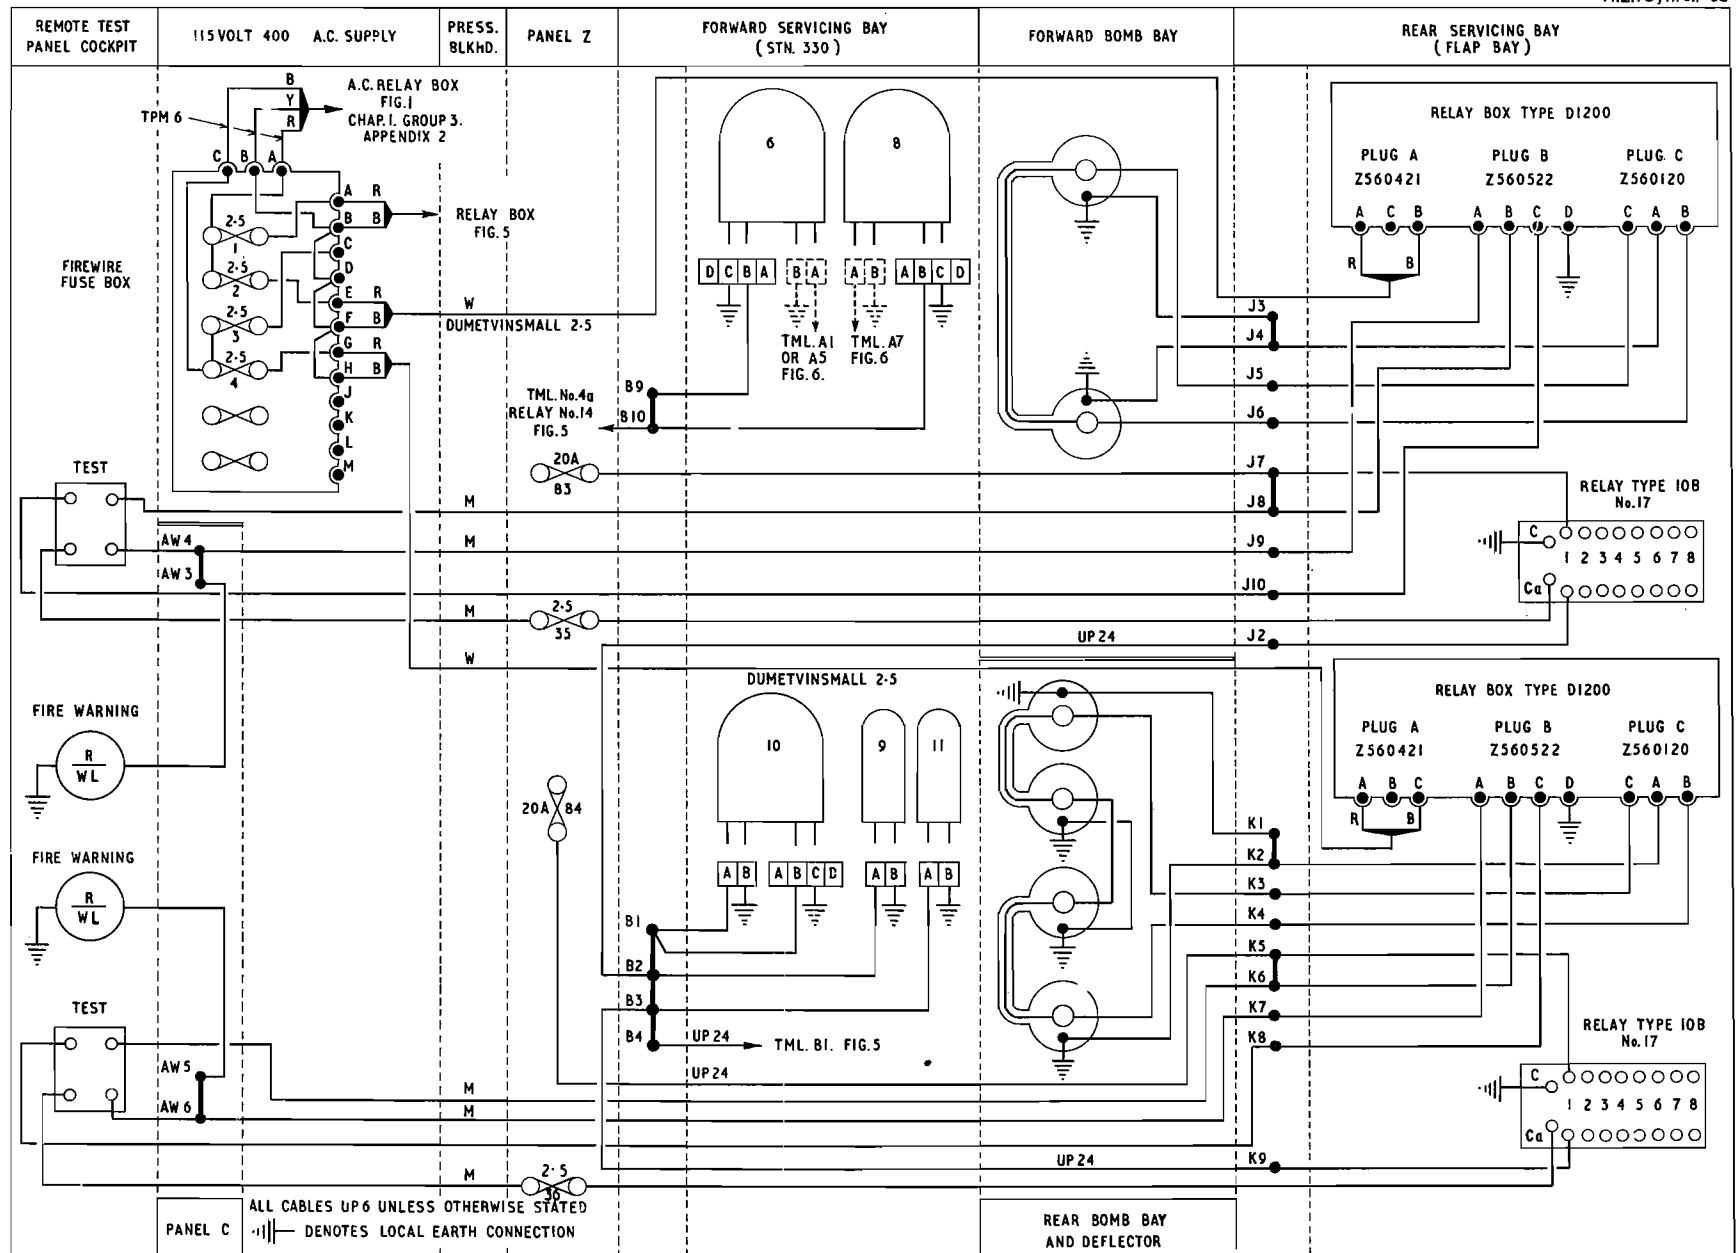 REMOTE TEST
PANEL COCKPIT
115 VOLT 400 A.C. SUPPLY
PRESS.
BLKHD.
PANEL Z
FORWARD SERVICING BAY
(STN. 330)
FORWARD BOMB BAY
REAR SERVICING BAY
(FLAP BAY)
B
Y
R
A.C. RELAY BOX
FIG.1
CHAP.1. GROUP 3.
APPENDIX 2
TPM 6
C B A
FIREWIRE
FUSE BOX
2·5
1
2·5
2
2·5
3
2·5
4
A R
B B
C
D
E R
F B
G R
H B
J
K
L
M
RELAY BOX
FIG. 5
W
DUMETVINSMALL 2·5
6
8
D C B A
B A
A B
A B C D
TML. A1
OR A5
FIG. 6.
TML. A7
FIG. 6
TML. No. 4a
RELAY No. 14
FIG. 5
B9
B10
20A
83
RELAY BOX TYPE D1200
PLUG A
Z560421
PLUG B
Z560522
PLUG C
Z560120
A C B
A B C D
C A B
R B
J3
J4
J5
J6
J7
J8
J9
J10
J2
RELAY TYPE 10B
No. 17
C
1 2 3 4 5 6 7 8
Ca
TEST
AW 4
AW 3
M
M
M
2·5
35
UP 24
W
DUMETVINSMALL 2·5
FIRE WARNING
R
WL
FIRE WARNING
R
WL
20A 84
10
9
11
A B
A B C D
A B
A B
B1
B2
B3
B4
UP 24
TML. B1. FIG. 5
UP 24
RELAY BOX TYPE D1200
PLUG A
Z560421
PLUG B
Z560522
PLUG C
Z560120
A B C
A B C D
C A B
R B
K1
K2
K3
K4
K5
K6
K7
K8
K9
RELAY TYPE 10B
No. 17
C
1 2 3 4 5 6 7 8
Ca
TEST
AW 5
AW 6
M
M
M
2·5
36
UP 24
PANEL C
ALL CABLES UP 6 UNLESS OTHERWISE STATED
DENOTES LOCAL EARTH CONNECTION
REAR BOMB BAY
AND DEFLECTOR